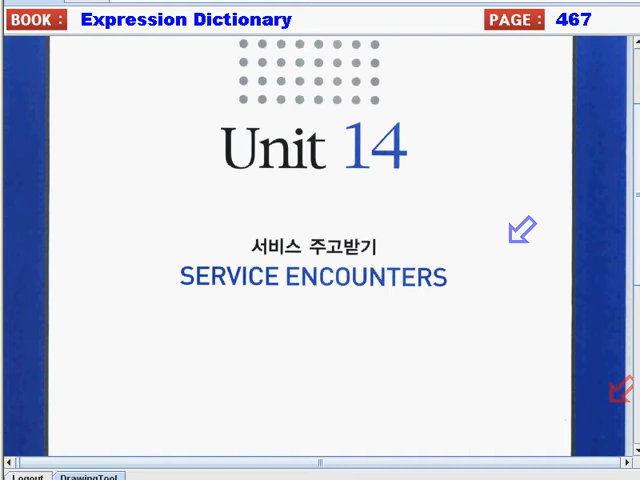 BOOK : Expression Dictionary PAGE : 467
Unit 14
서비스 주고받기
SERVICE ENCOUNTERS
Logout DrawingTool